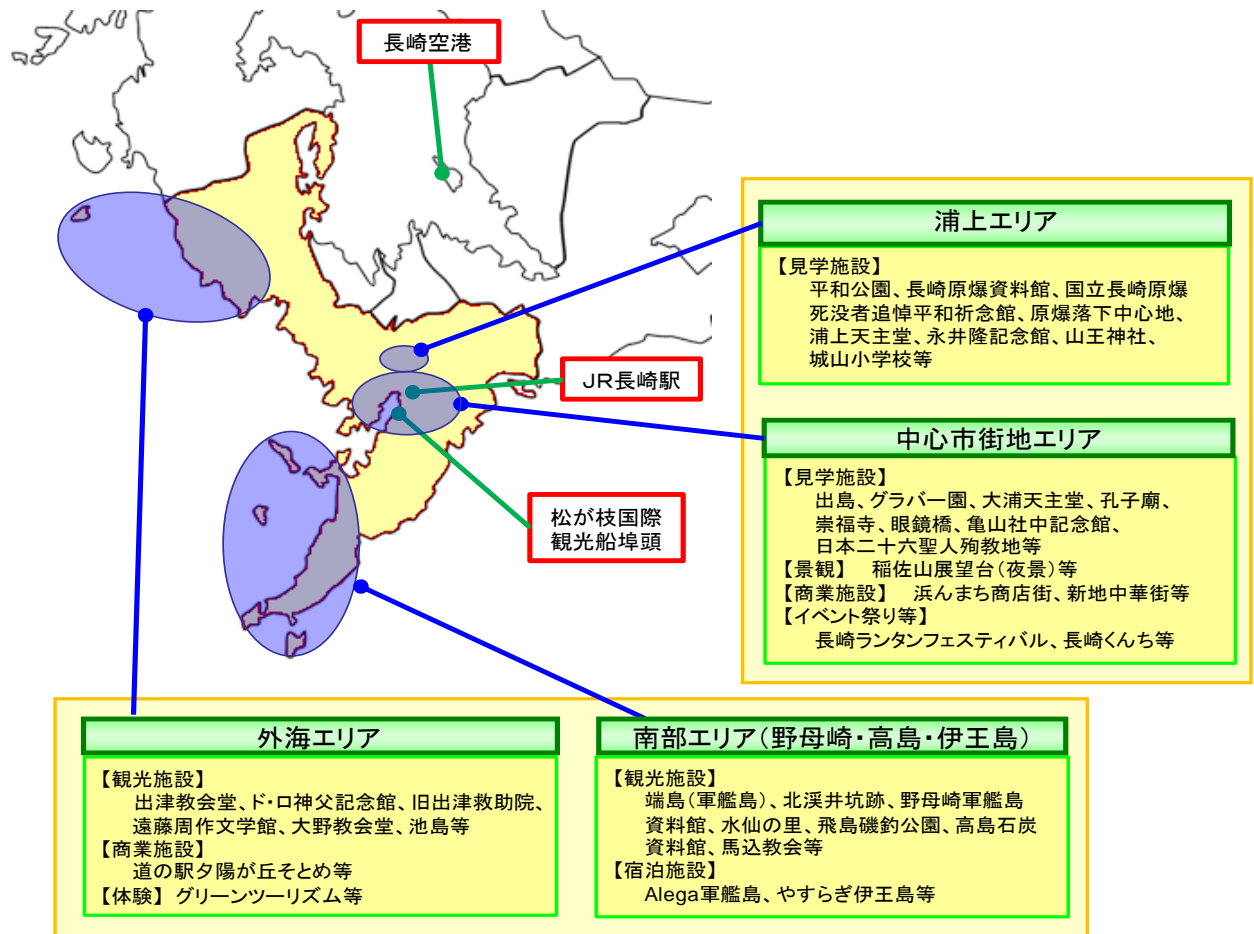 長崎空港
浦上エリア
【見学施設】
平和公園、長崎原爆資料館、国立長崎原爆
死没者追悼平和祈念館、原爆落下中心地、
浦上天主堂、永井隆記念館、山王神社、
城山小学校等
JR長崎駅
中心市街地エリア
【見学施設】
出島、グラバー園、大浦天主堂、孔子廟、
崇福寺、眼鏡橋、亀山社中記念館、
日本二十六聖人殉教地等
【景観】 稲佐山展望台(夜景)等
【商業施設】 浜んまち商店街、新地中華街等
【イベント祭り等】
長崎ランタンフェスティバル、長崎くんち等
松が枝国際
観光船埠頭
外海エリア
【観光施設】
出津教会堂、ド・ロ神父記念館、旧出津救助院、
遠藤周作文学館、大野教会堂、池島等
【商業施設】
道の駅夕陽が丘そとめ等
【体験】 グリーンツーリズム等
南部エリア(野母崎・高島・伊王島)
【観光施設】
端島(軍艦島)、北渓井坑跡、野母崎軍艦島
資料館、水仙の里、飛島磯釣公園、高島石炭
資料館、馬込教会等
【宿泊施設】
Alega軍艦島、やすらぎ伊王島等